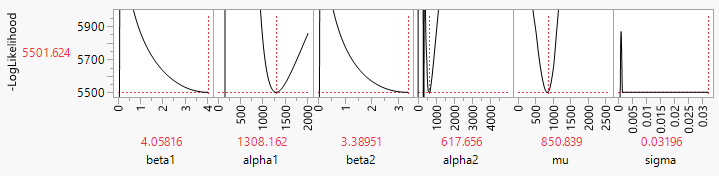 -LogLikelihood
5501.624
5900
5700
5500
0 1 2 3 4
0 500 1000 1500 2000
0 1 2 3
0 1000 2000 3000 4000
0 500 1000 1500 2000 2500
0 0.005 0.01 0.015 0.02 0.025 0.03
4.05816 1308.162 3.38951 617.656 850.839 0.03196
beta1 alpha1 beta2 alpha2 mu sigma